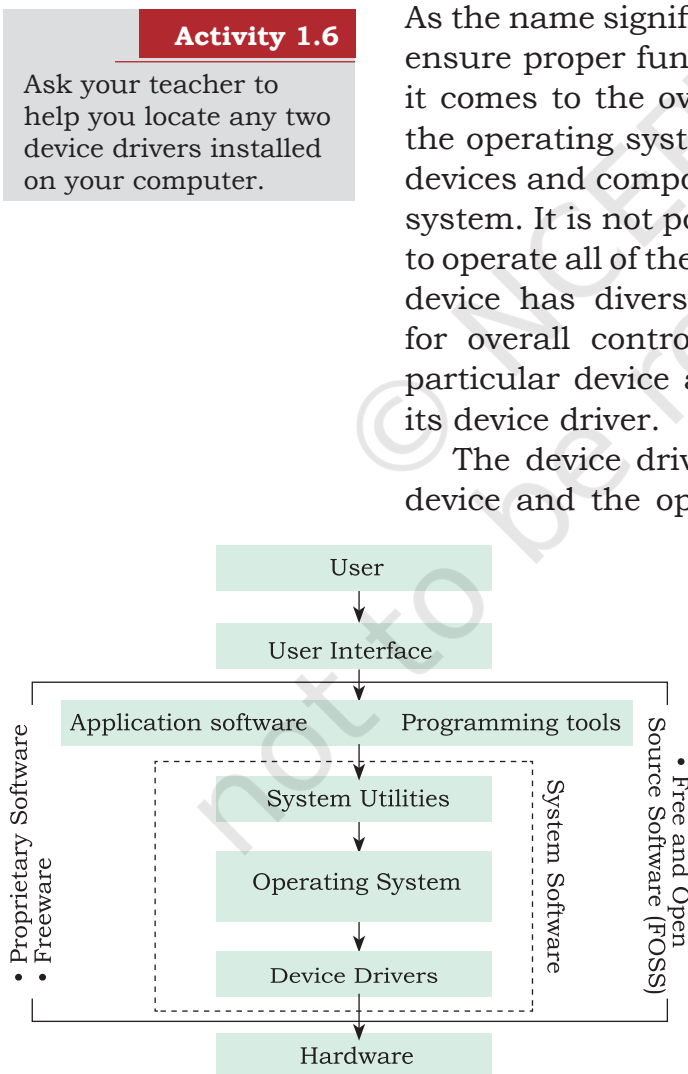 Activity 1.6
Ask your teacher to
help you locate any two
device drivers installed
on your computer.
As the name signif
ensure proper fun
it comes to the ov
the operating syst
devices and compo
system. It is not po
to operate all of the
device has divers
for overall contro
particular device a
its device driver.
The device driv
device and the op
User
User Interface
Application software Programming tools
System Utilities
Operating System
Device Drivers
System Software
Hardware
• Proprietary Software
• Freeware
• Free and Open
Source Software (FOSS)
© NCE
not to be r